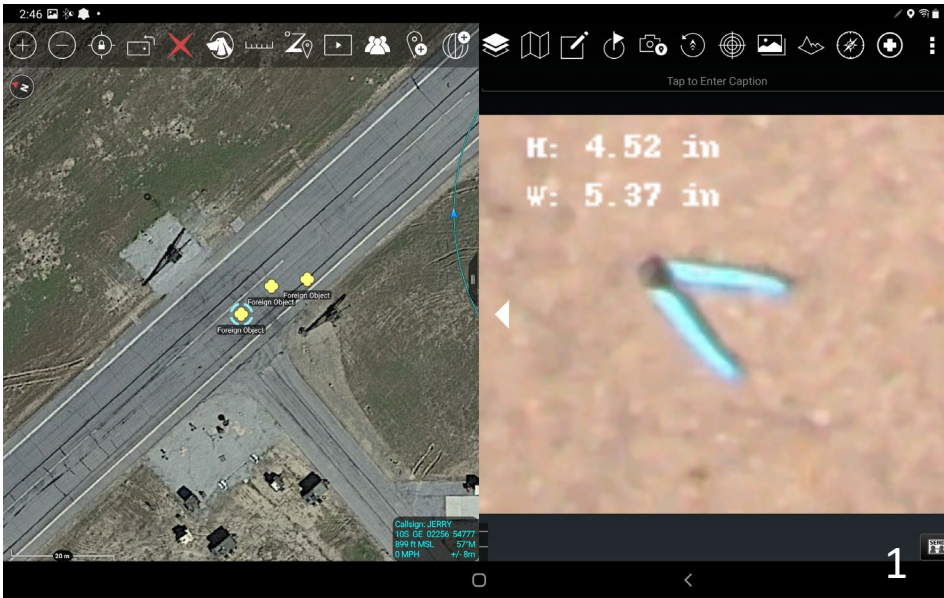 2:46
Tap to Enter Caption
H: 4.52 in
W: 5.37 in
Foreign Object
Foreign Object
Foreign Object
Callsign: JERRY
10S GE 02256 54777
899 ft MSL 57°M
0 MPH +/- 8m
20 m
SEND
1